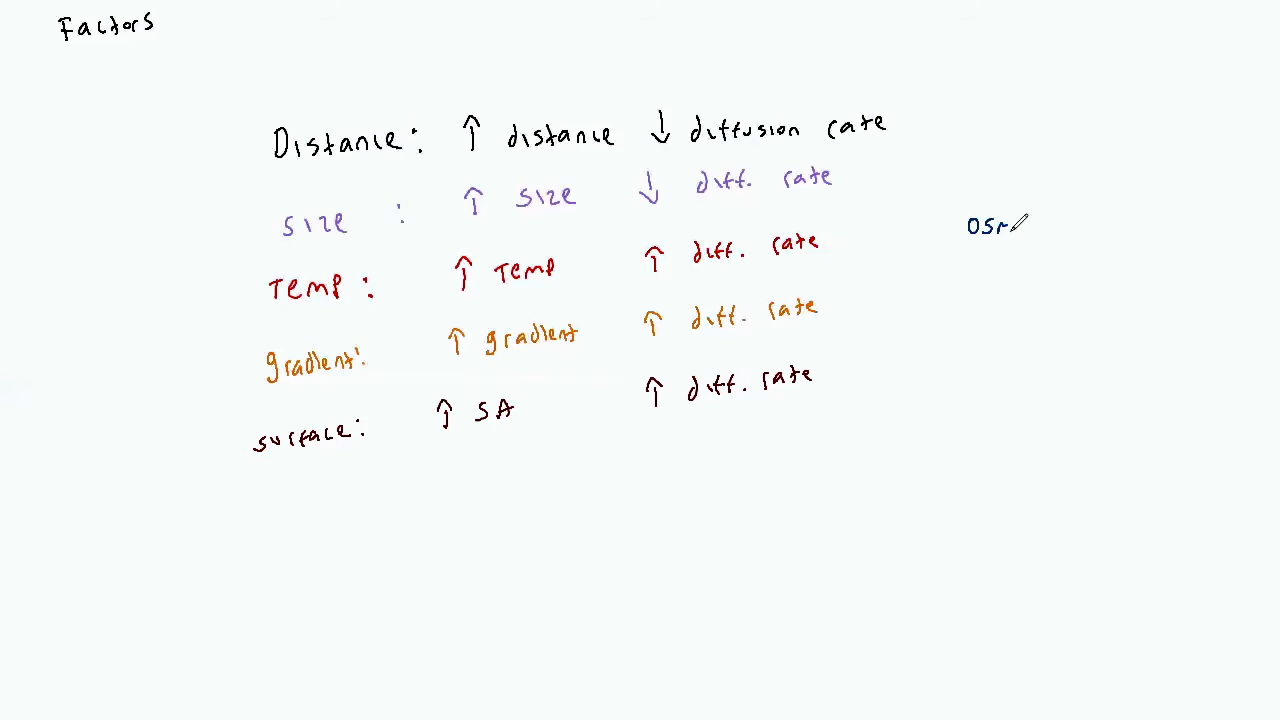 Factors
Distance: ↑ distance ↓ diffusion rate
size : ↑ size ↓ diff. rate
Temp: ↑ Temp ↑ diff. rate
gradient: ↑ gradient ↑ diff. rate
surface: ↑ SA ↑ diff. rate